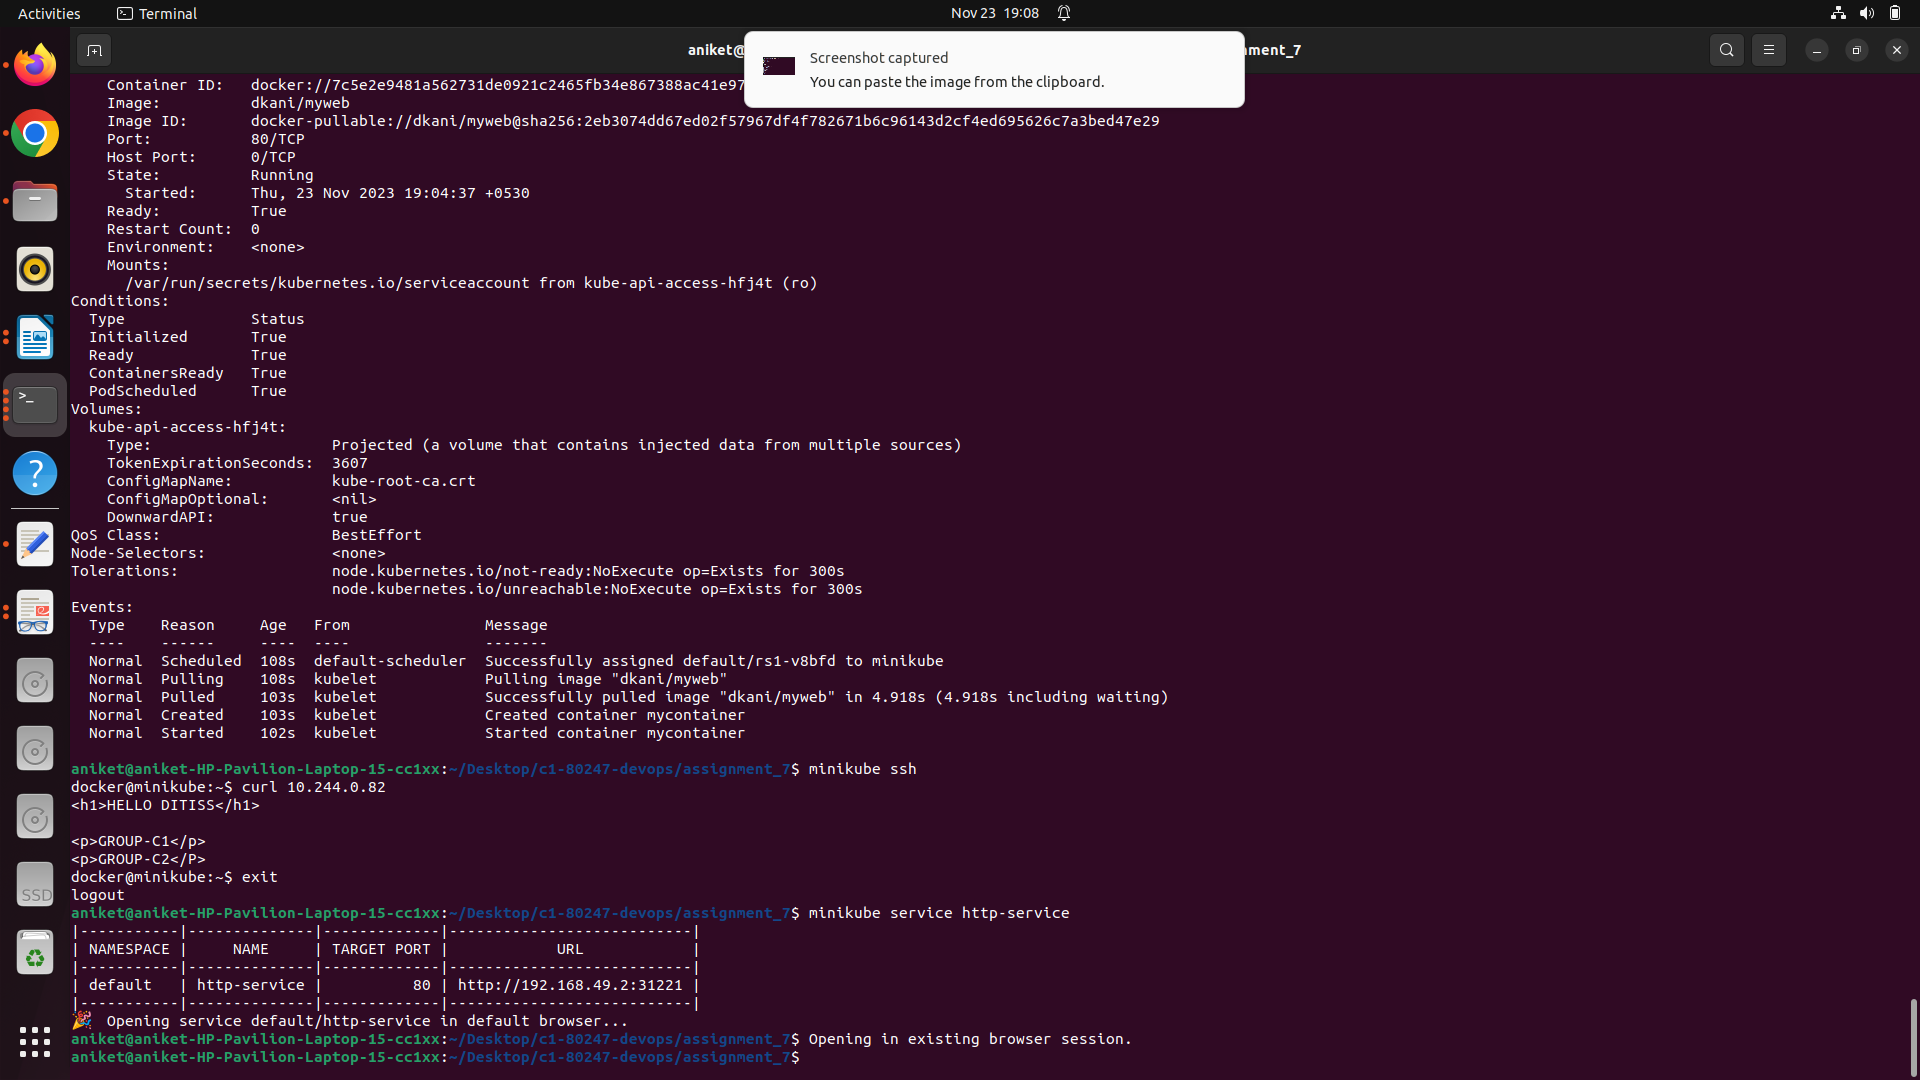 Activities
Terminal
Nov 23  19:08
aniket@
nment_7
Screenshot captured
You can paste the image from the clipboard.
    Container ID:   docker://7c5e2e9481a562731de0921c2465fb34e867388ac41e97
    Image:          dkani/myweb
    Image ID:       docker-pullable://dkani/myweb@sha256:2eb3074dd67ed02f57967df4f782671b6c96143d2cf4ed695626c7a3bed47e29
    Port:           80/TCP
    Host Port:      0/TCP
    State:          Running
      Started:      Thu, 23 Nov 2023 19:04:37 +0530
    Ready:          True
    Restart Count:  0
    Environment:    <none>
    Mounts:
      /var/run/secrets/kubernetes.io/serviceaccount from kube-api-access-hfj4t (ro)
Conditions:
  Type              Status
  Initialized       True
  Ready             True
  ContainersReady   True
  PodScheduled      True
Volumes:
  kube-api-access-hfj4t:
    Type:                    Projected (a volume that contains injected data from multiple sources)
    TokenExpirationSeconds:  3607
    ConfigMapName:           kube-root-ca.crt
    ConfigMapOptional:       <nil>
    DownwardAPI:             true
QoS Class:                   BestEffort
Node-Selectors:              <none>
Tolerations:                 node.kubernetes.io/not-ready:NoExecute op=Exists for 300s
                             node.kubernetes.io/unreachable:NoExecute op=Exists for 300s
Events:
  Type    Reason     Age   From               Message
  ----    ------     ----  ----               -------
  Normal  Scheduled  108s  default-scheduler  Successfully assigned default/rs1-v8bfd to minikube
  Normal  Pulling    108s  kubelet            Pulling image "dkani/myweb"
  Normal  Pulled     103s  kubelet            Successfully pulled image "dkani/myweb" in 4.918s (4.918s including waiting)
  Normal  Created    103s  kubelet            Created container mycontainer
  Normal  Started    102s  kubelet            Started container mycontainer
aniket@aniket-HP-Pavilion-Laptop-15-cc1xx:~/Desktop/c1-80247-devops/assignment_7$ minikube ssh
docker@minikube:~$ curl 10.244.0.82
<h1>HELLO DITISS</h1>
<p>GROUP-C1</p>
<p>GROUP-C2</P>
docker@minikube:~$ exit
logout
aniket@aniket-HP-Pavilion-Laptop-15-cc1xx:~/Desktop/c1-80247-devops/assignment_7$ minikube service http-service
|-----------|--------------|-------------|---------------------------|
| NAMESPACE |     NAME     | TARGET PORT |            URL            |
|-----------|--------------|-------------|---------------------------|
| default   | http-service |          80 | http://192.168.49.2:31221 |
|-----------|--------------|-------------|---------------------------|
🎉  Opening service default/http-service in default browser...
aniket@aniket-HP-Pavilion-Laptop-15-cc1xx:~/Desktop/c1-80247-devops/assignment_7$ Opening in existing browser session.
aniket@aniket-HP-Pavilion-Laptop-15-cc1xx:~/Desktop/c1-80247-devops/assignment_7$
SSD